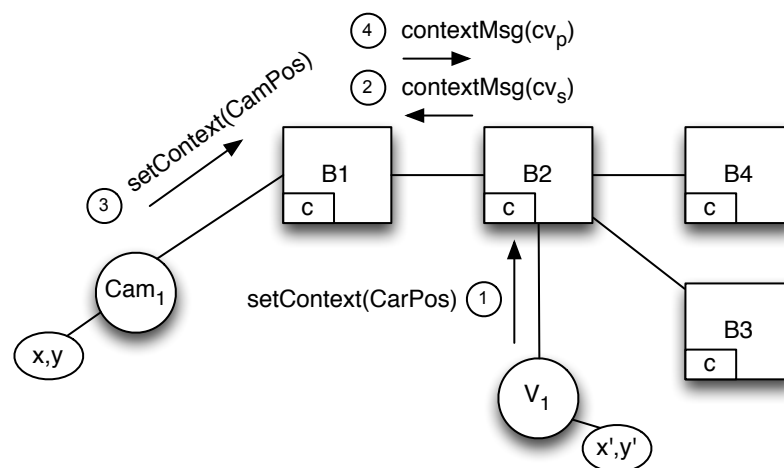 4 contextMsg(cvp)
2 contextMsg(cvs)
3 setContext(CamPos)
B1
c
B2
c
B4
c
Cam1
x,y
setContext(CarPos) 1
B3
c
V1
x',y'